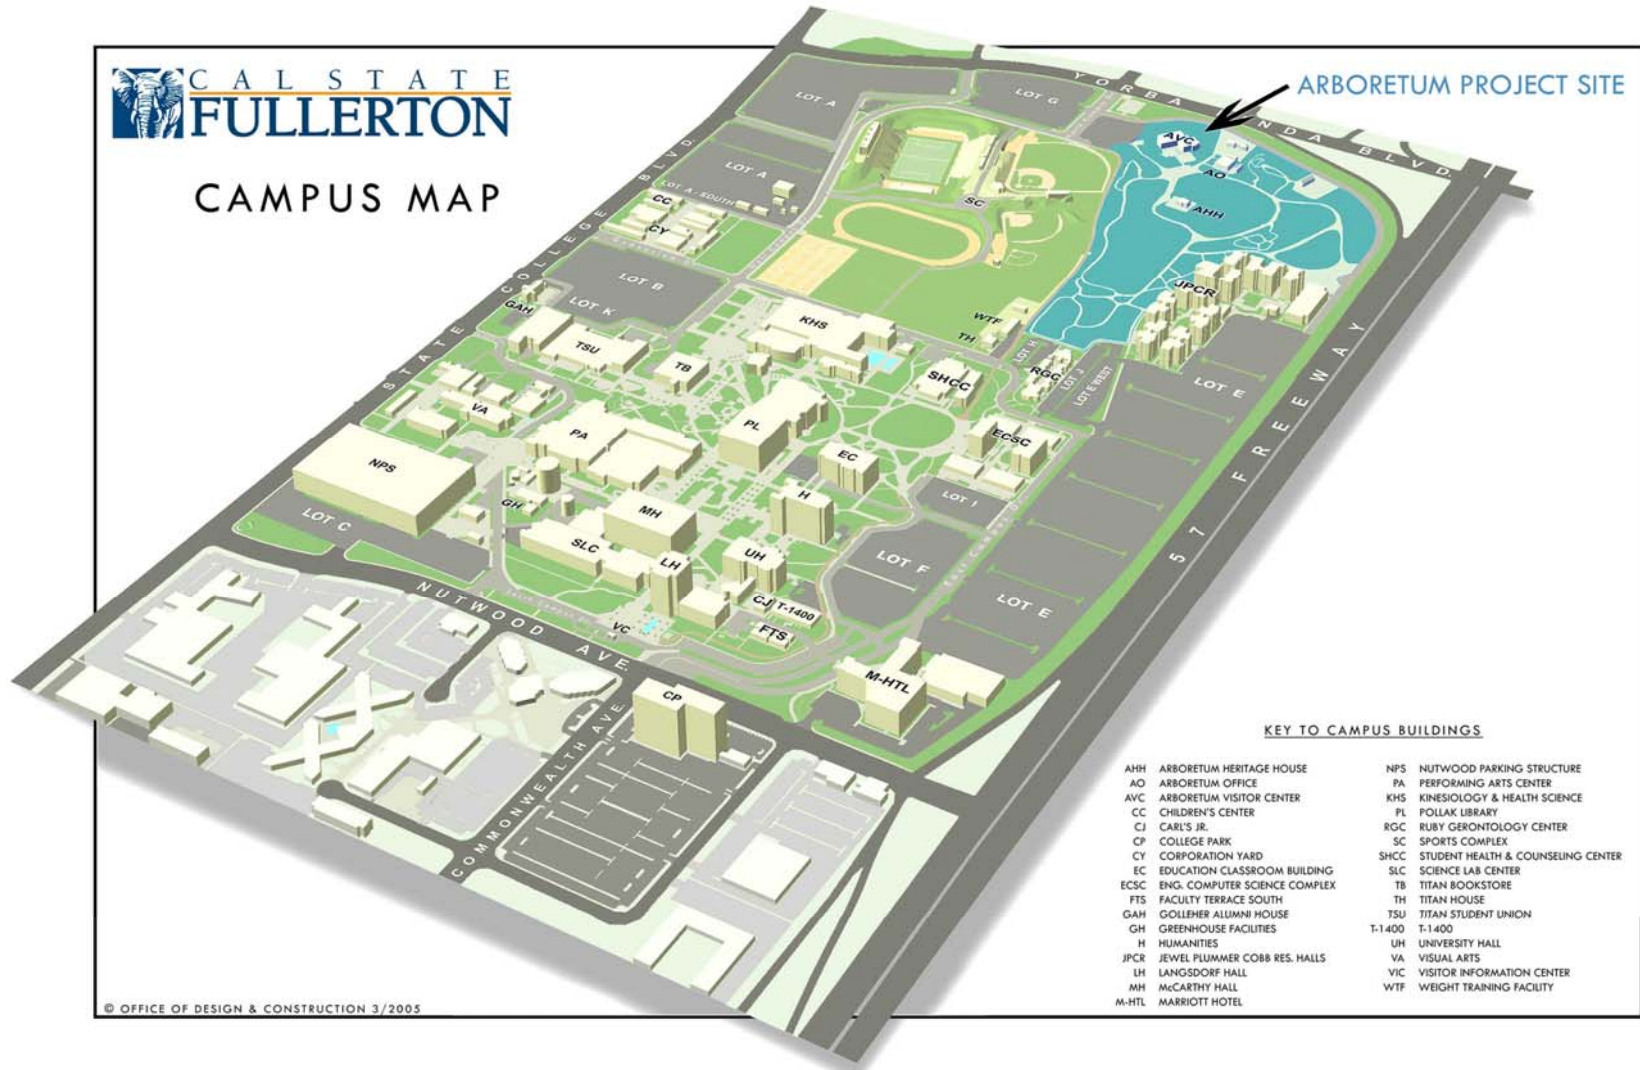 CAL STATE
FULLERTON
CAMPUS MAP
ARBORETUM PROJECT SITE
YORBA LINDA BLVD.
STATE COLLEGE BLVD.
57 FREEWAY
NUTWOOD AVE.
COMMONWEALTH AVE.
LOT A
LOT G
LOT A
LOT A - SOUTH
AVC
AO
AHH
SC
CC
CY
LOT B
LOT K
GAH
TSU
TB
KHS
WTF
TH
JPCR
LOT H
RGC
LOT J
LOT E WEST
LOT E
SHCC
VA
PA
PL
EC
ECSC
NPS
LOT C
GH
MH
H
LOT I
SLC
LH
UH
LOT F
LOT E
CJ
T-1400
FTS
VC
M-HTL
CP
KEY TO CAMPUS BUILDINGS
AHH ARBORETUM HERITAGE HOUSE
AO ARBORETUM OFFICE
AVC ARBORETUM VISITOR CENTER
CC CHILDREN'S CENTER
CJ CARL'S JR.
CP COLLEGE PARK
CY CORPORATION YARD
EC EDUCATION CLASSROOM BUILDING
ECSC ENG. COMPUTER SCIENCE COMPLEX
FTS FACULTY TERRACE SOUTH
GAH GOLLEHER ALUMNI HOUSE
GH GREENHOUSE FACILITIES
H HUMANITIES
JPCR JEWEL PLUMMER COBB RES. HALLS
LH LANGSDORF HALL
MH McCARTHY HALL
M-HTL MARRIOTT HOTEL
NPS NUTWOOD PARKING STRUCTURE
PA PERFORMING ARTS CENTER
KHS KINESIOLOGY & HEALTH SCIENCE
PL POLLAK LIBRARY
RGC RUBY GERONTOLOGY CENTER
SC SPORTS COMPLEX
SHCC STUDENT HEALTH & COUNSELING CENTER
SLC SCIENCE LAB CENTER
TB TITAN BOOKSTORE
TH TITAN HOUSE
TSU TITAN STUDENT UNION
T-1400 T-1400
UH UNIVERSITY HALL
VA VISUAL ARTS
VIC VISITOR INFORMATION CENTER
WTF WEIGHT TRAINING FACILITY
© OFFICE OF DESIGN & CONSTRUCTION 3/2005